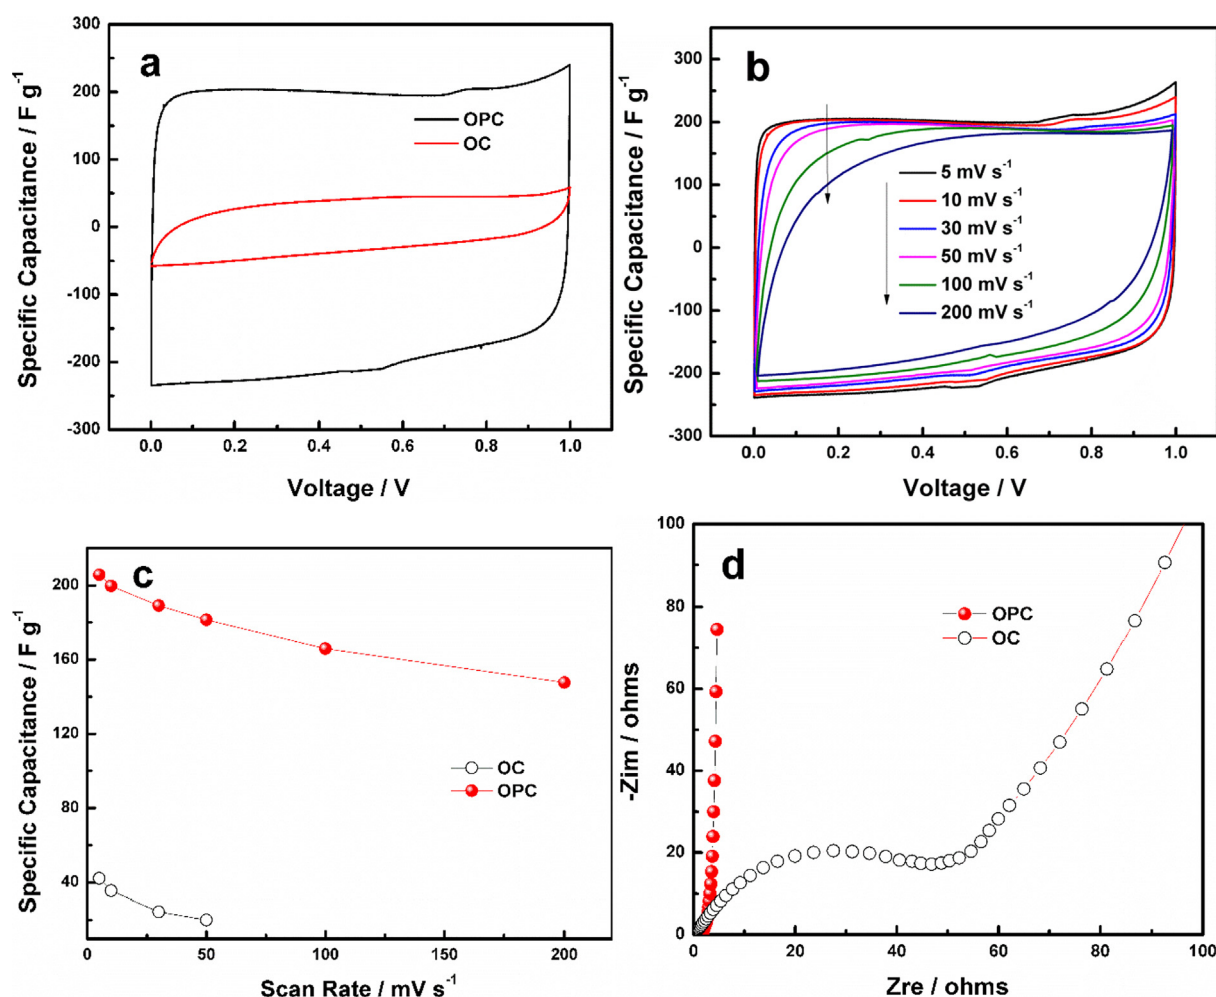 a
Specific Capacitance / F g⁻¹
300
200
100
0
-100
-200
-300
OPC
OC
0.0 0.2 0.4 0.6 0.8 1.0
Voltage / V
b
Specific Capacitance / F g⁻¹
300
200
100
0
-100
-200
-300
5 mV s⁻¹
10 mV s⁻¹
30 mV s⁻¹
50 mV s⁻¹
100 mV s⁻¹
200 mV s⁻¹
0.0 0.2 0.4 0.6 0.8 1.0
Voltage / V
c
Specific Capacitance / F g⁻¹
200
160
120
80
40
OC
OPC
0 50 100 150 200
Scan Rate / mV s⁻¹
d
-Zim / ohms
100
80
60
40
20
0
OPC
OC
0 20 40 60 80 100
Zre / ohms